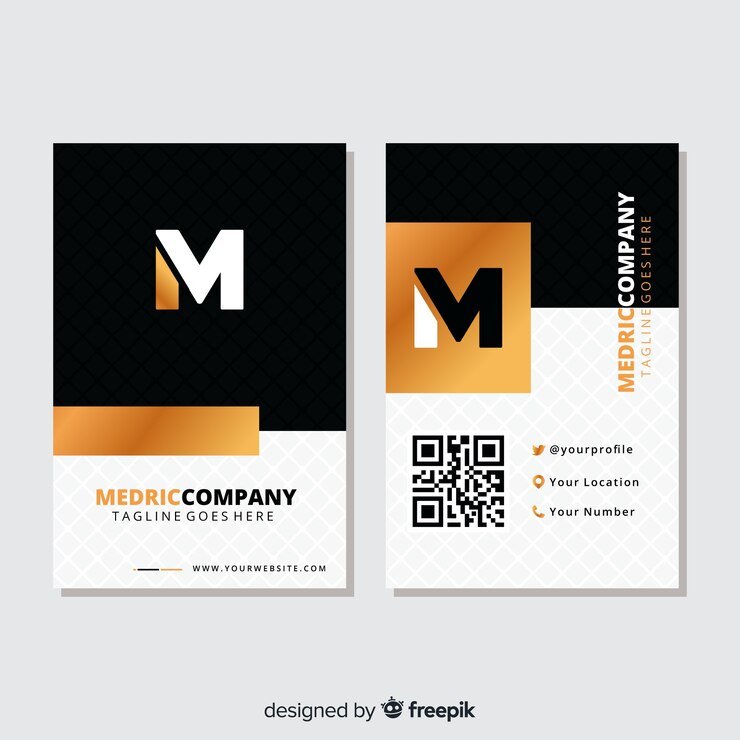 M
MEDRICCOMPANY
TAGLINE GOES HERE
WWW.YOURWEBSITE.COM
M
MEDRICCOMPANY
TAGLINE GOES HERE
@yourprofile
Your Location
Your Number
designed by freepik